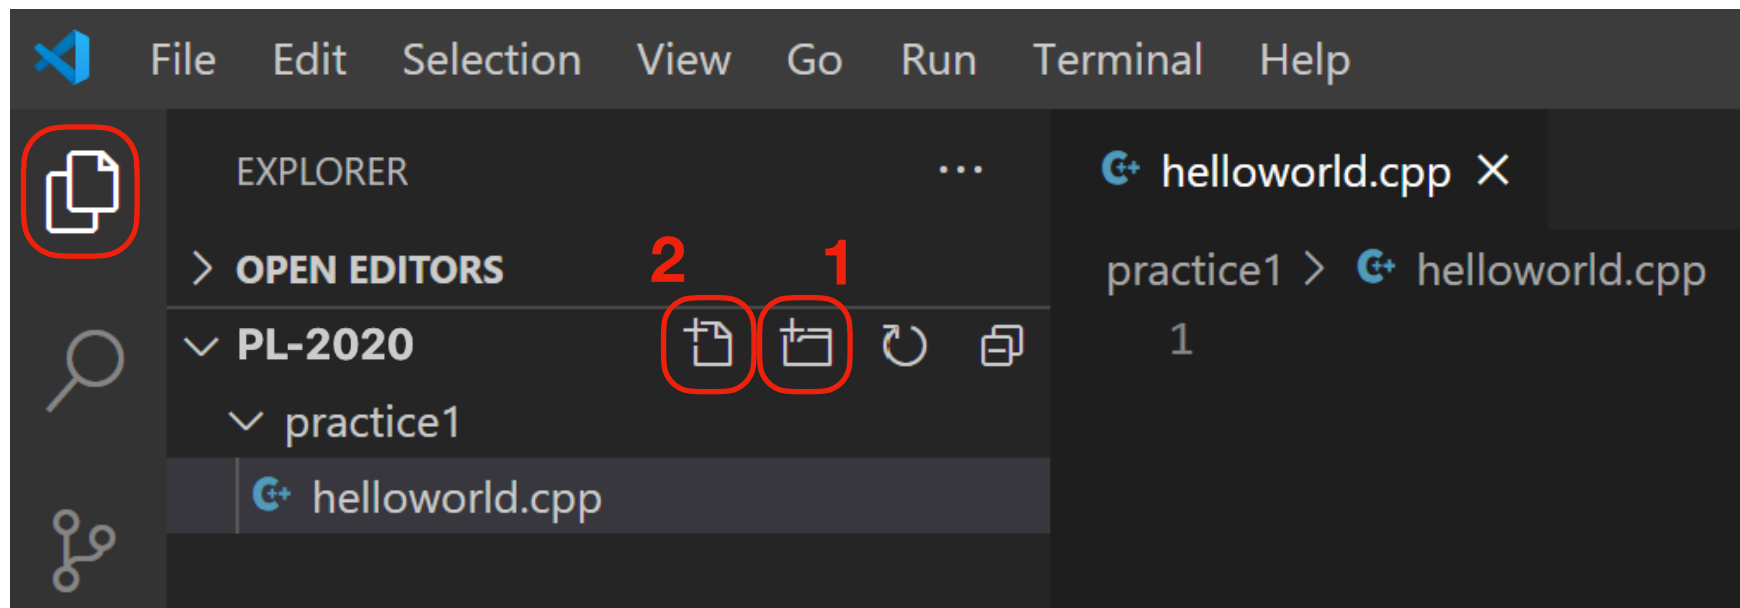 File Edit Selection View Go Run Terminal Help
EXPLORER ...
OPEN EDITORS
2 1
PL-2020
practice1
helloworld.cpp
helloworld.cpp
practice1 > helloworld.cpp
1